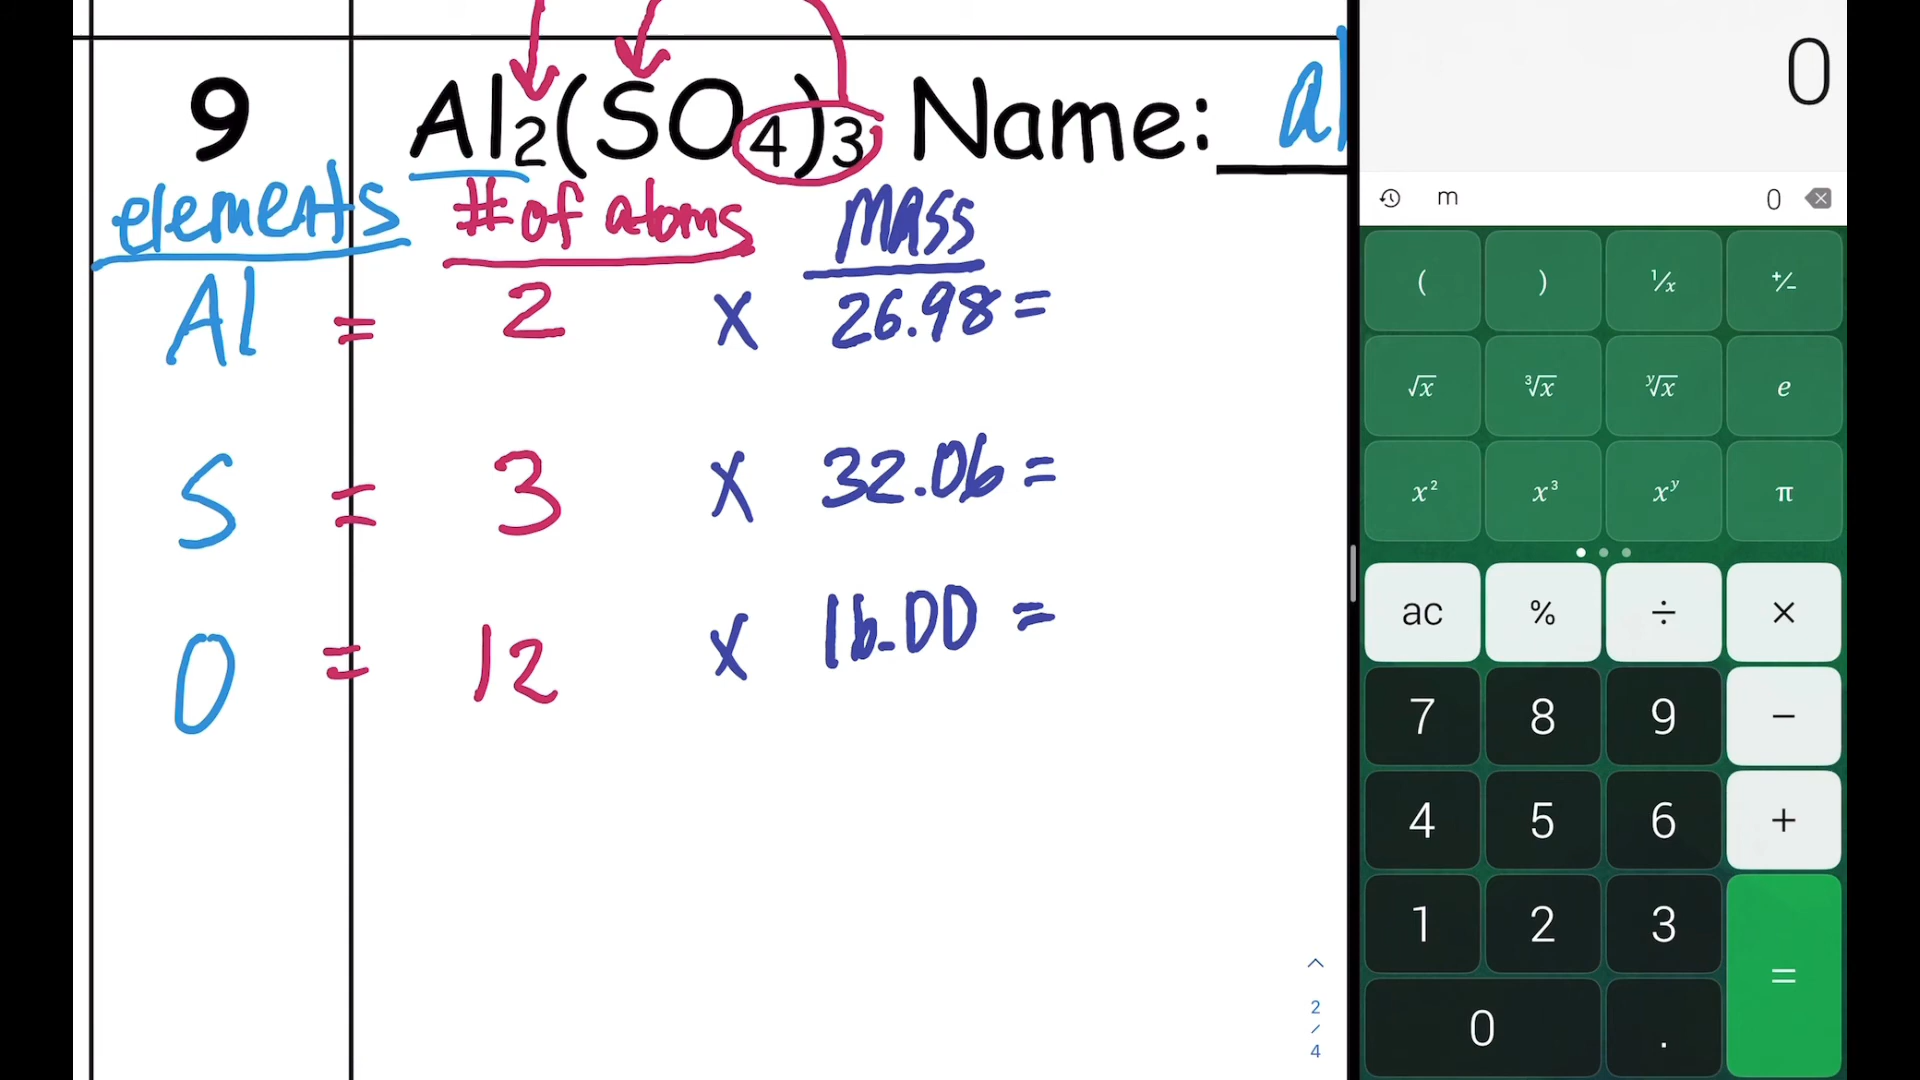 9 Al2(SO4)3 Name: al
elements # of atoms MASS
Al = 2 x 26.98 =
S = 3 x 32.06 =
O = 12 x 16.00 =
2
/
4
0
m 0
( ) 1/x +/-
√x ³√x ʸ√x e
x² x³ xʸ π
ac % ÷ ×
7 8 9 −
4 5 6 +
1 2 3 =
0 .